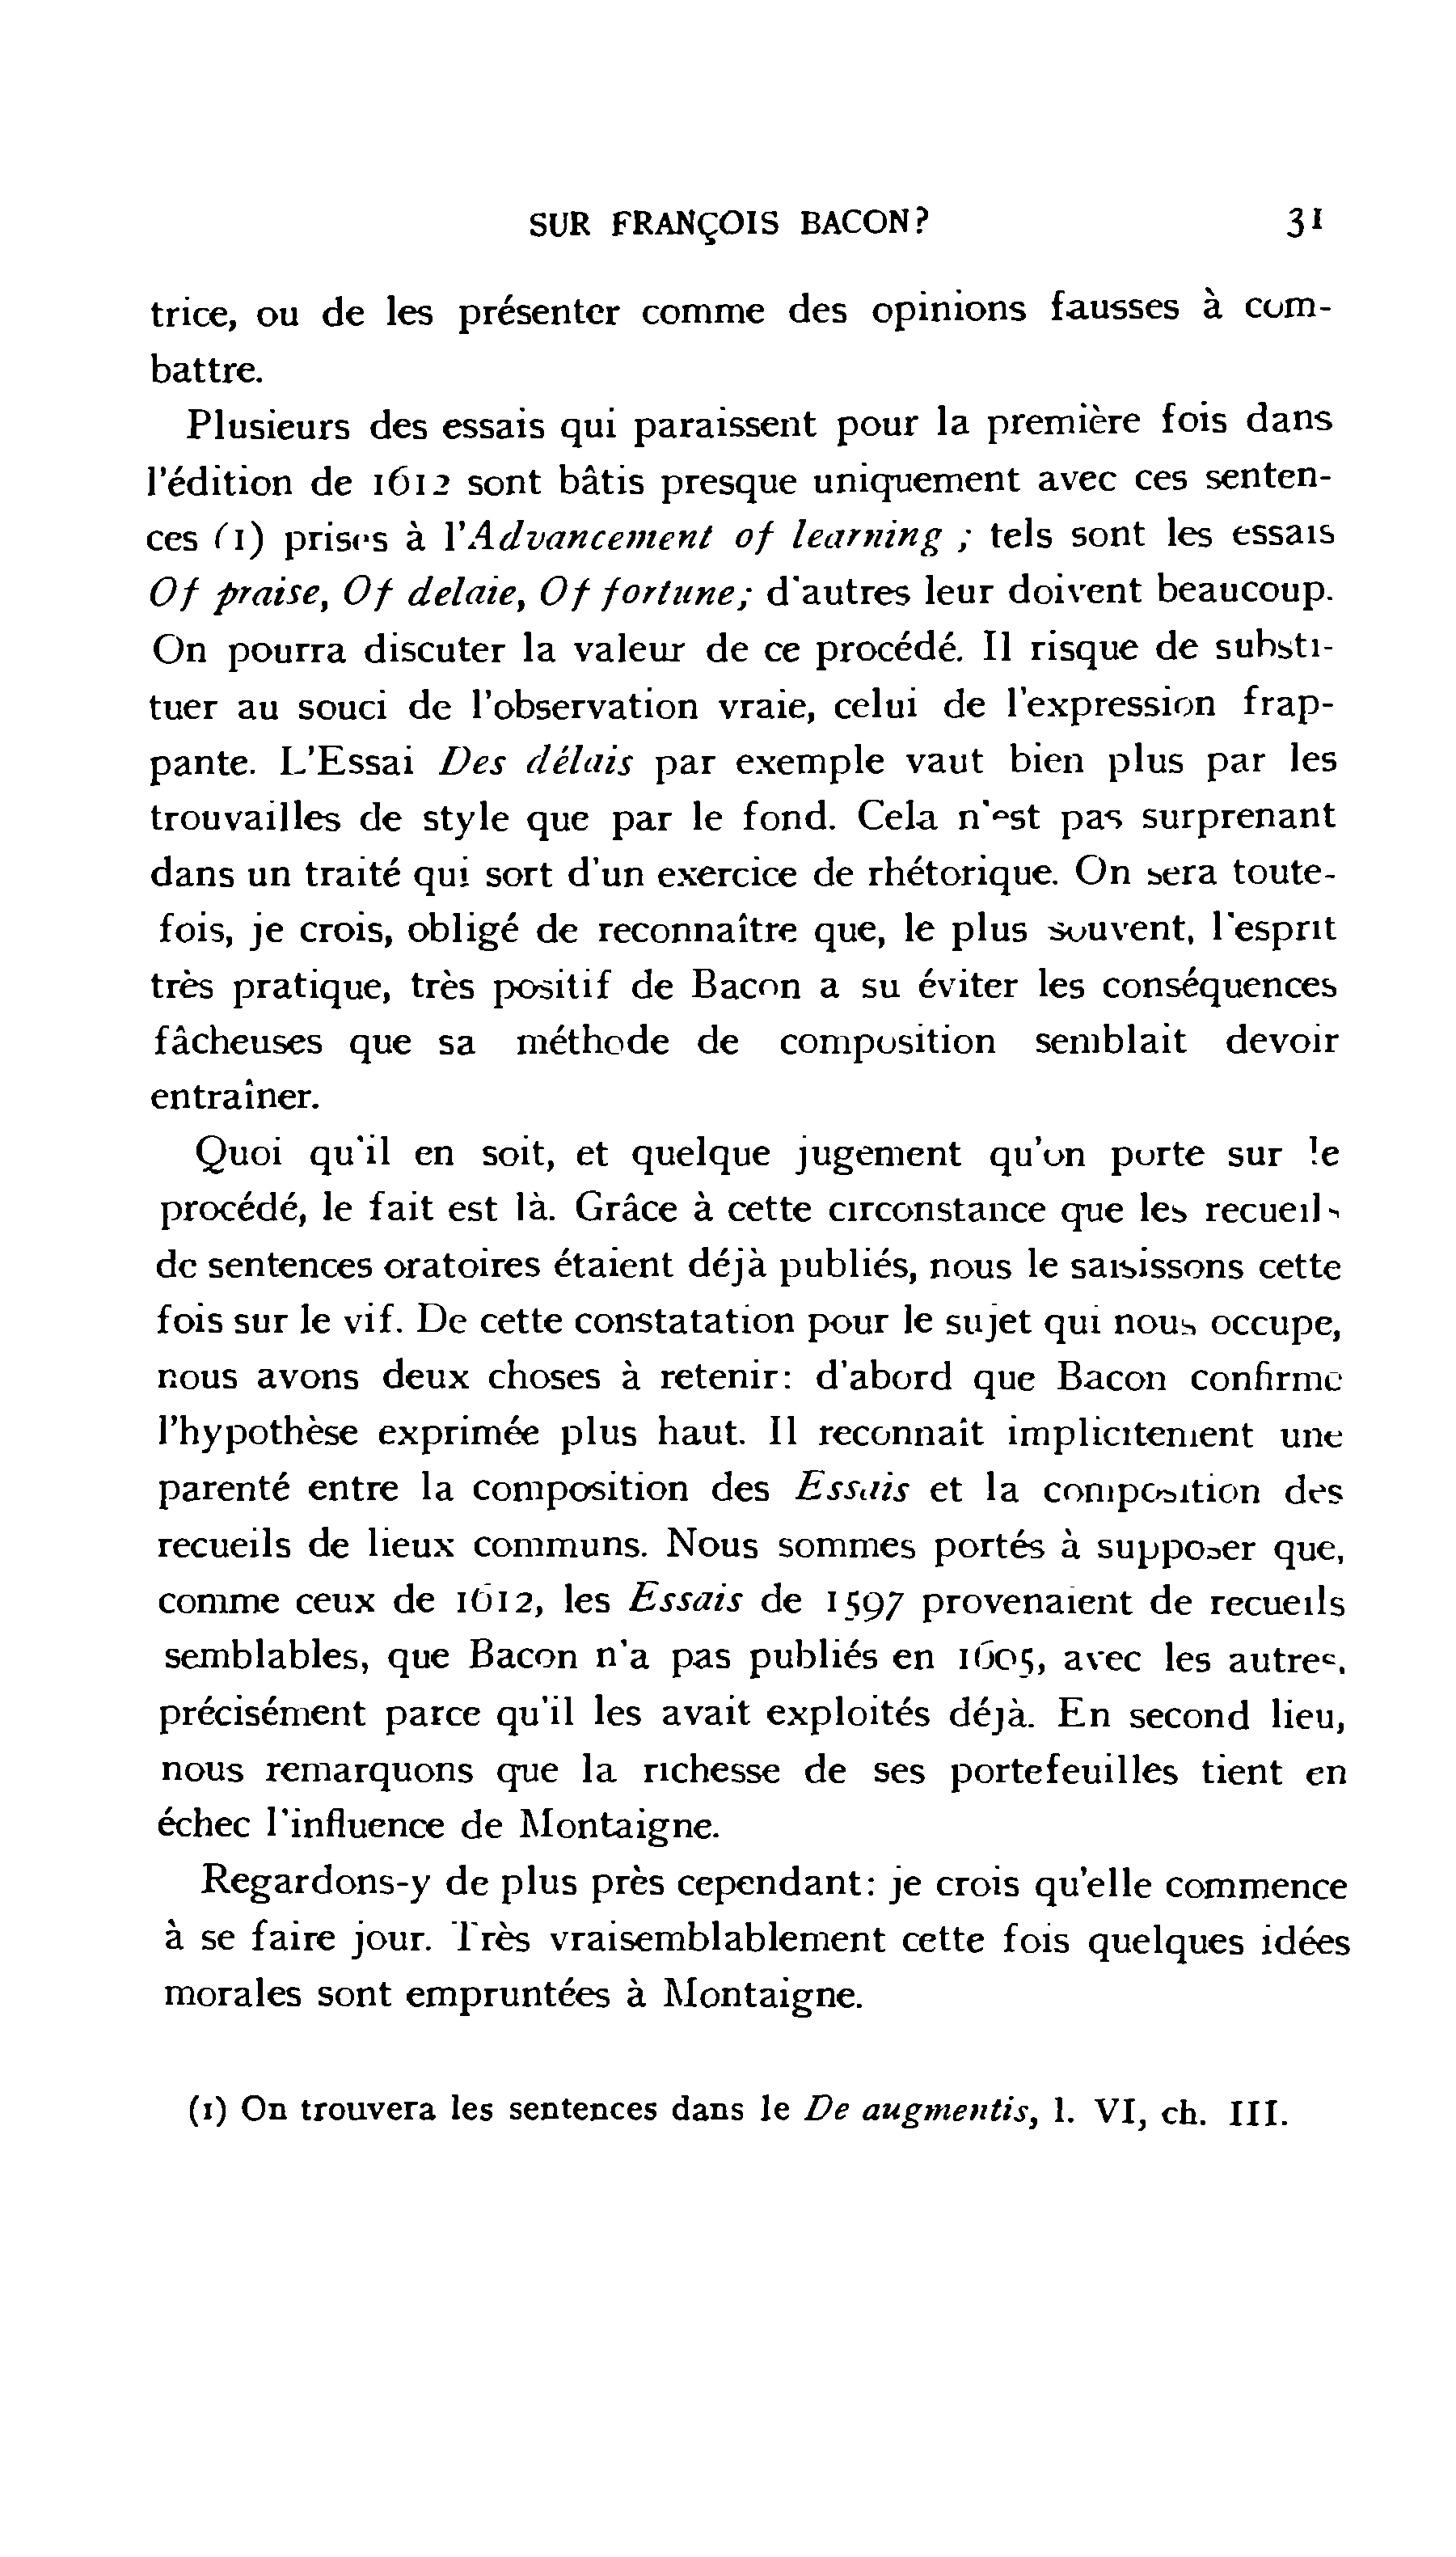 SUR FRANÇOIS BACON? 31
trice, ou de les présenter comme des opinions fausses à com-
battre.
Plusieurs des essais qui paraissent pour la première fois dans
l'édition de 1612 sont bâtis presque uniquement avec ces senten-
ces (1) prises à l'Advancement of learning ; tels sont les essais
Of praise, Of delaie, Of fortune; d'autres leur doivent beaucoup.
On pourra discuter la valeur de ce procédé. Il risque de substi-
tuer au souci de l'observation vraie, celui de l'expression frap-
pante. L'Essai Des délais par exemple vaut bien plus par les
trouvailles de style que par le fond. Cela n'est pas surprenant
dans un traité qui sort d'un exercice de rhétorique. On sera toute-
fois, je crois, obligé de reconnaître que, le plus souvent, l'esprit
très pratique, très positif de Bacon a su éviter les conséquences
fâcheuses que sa méthode de composition semblait devoir
entraîner.
Quoi qu'il en soit, et quelque jugement qu'on porte sur le
procédé, le fait est là. Grâce à cette circonstance que les recueils
de sentences oratoires étaient déjà publiés, nous le saisissons cette
fois sur le vif. De cette constatation pour le sujet qui nous occupe,
nous avons deux choses à retenir: d'abord que Bacon confirme
l'hypothèse exprimée plus haut. Il reconnaît implicitement une
parenté entre la composition des Essais et la composition des
recueils de lieux communs. Nous sommes portés à supposer que,
comme ceux de 1612, les Essais de 1597 provenaient de recueils
semblables, que Bacon n'a pas publiés en 1605, avec les autres,
précisément parce qu'il les avait exploités déjà. En second lieu,
nous remarquons que la richesse de ses portefeuilles tient en
échec l'influence de Montaigne.
Regardons-y de plus près cependant: je crois qu'elle commence
à se faire jour. Très vraisemblablement cette fois quelques idées
morales sont empruntées à Montaigne.
(1) On trouvera les sentences dans le De augmentis, l. VI, ch. III.